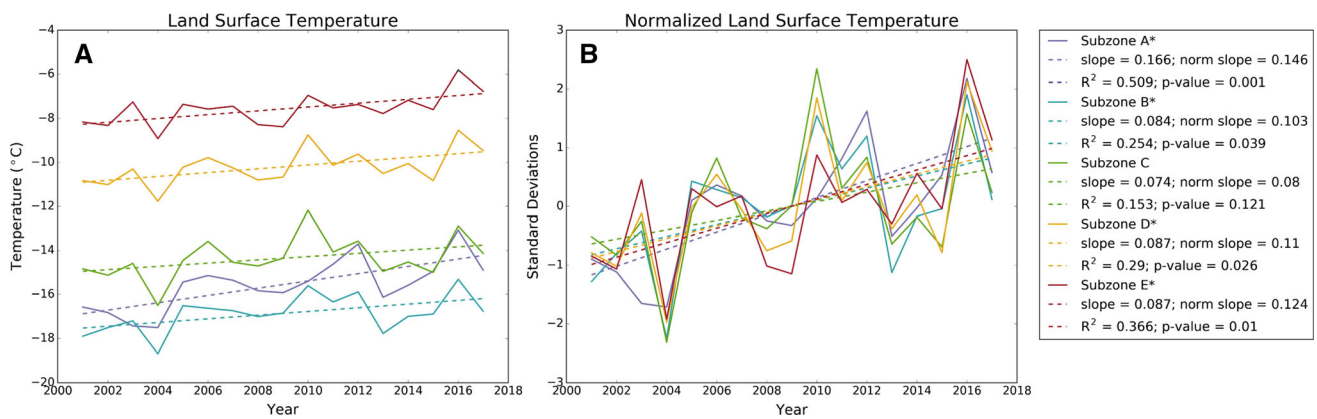 Land Surface Temperature
A
Temperature (°C)
−4
−6
−8
−10
−12
−14
−16
−18
−20
2000 2002 2004 2006 2008 2010 2012 2014 2016 2018
Year
Normalized Land Surface Temperature
B
Standard Deviations
3
2
1
0
−1
−2
−3
2000 2002 2004 2006 2008 2010 2012 2014 2016 2018
Year
Subzone A*
slope = 0.166; norm slope = 0.146
R² = 0.509; p-value = 0.001
Subzone B*
slope = 0.084; norm slope = 0.103
R² = 0.254; p-value = 0.039
Subzone C
slope = 0.074; norm slope = 0.08
R² = 0.153; p-value = 0.121
Subzone D*
slope = 0.087; norm slope = 0.11
R² = 0.29; p-value = 0.026
Subzone E*
slope = 0.087; norm slope = 0.124
R² = 0.366; p-value = 0.01